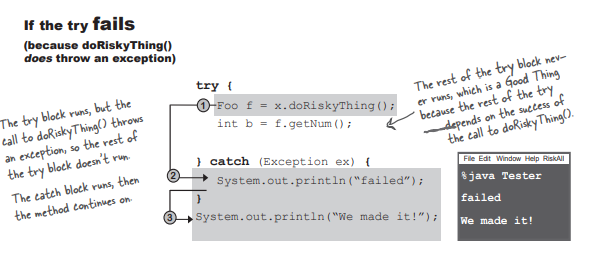 If the try fails
(because doRiskyThing()
does throw an exception)
The try block runs, but the
call to doRiskyThing() throws
an exception, so the rest of
the try block doesn't run.
The catch block runs, then
the method continues on.
try {
1 Foo f = x.doRiskyThing();
int b = f.getNum();
} catch (Exception ex) {
2 System.out.println("failed");
}
3 System.out.println("We made it!");
The rest of the try block nev-
er runs, which is a Good Thing
because the rest of the try
depends on the success of
the call to doRiskyThing().
File Edit Window Help RiskAll
%java Tester
failed
We made it!